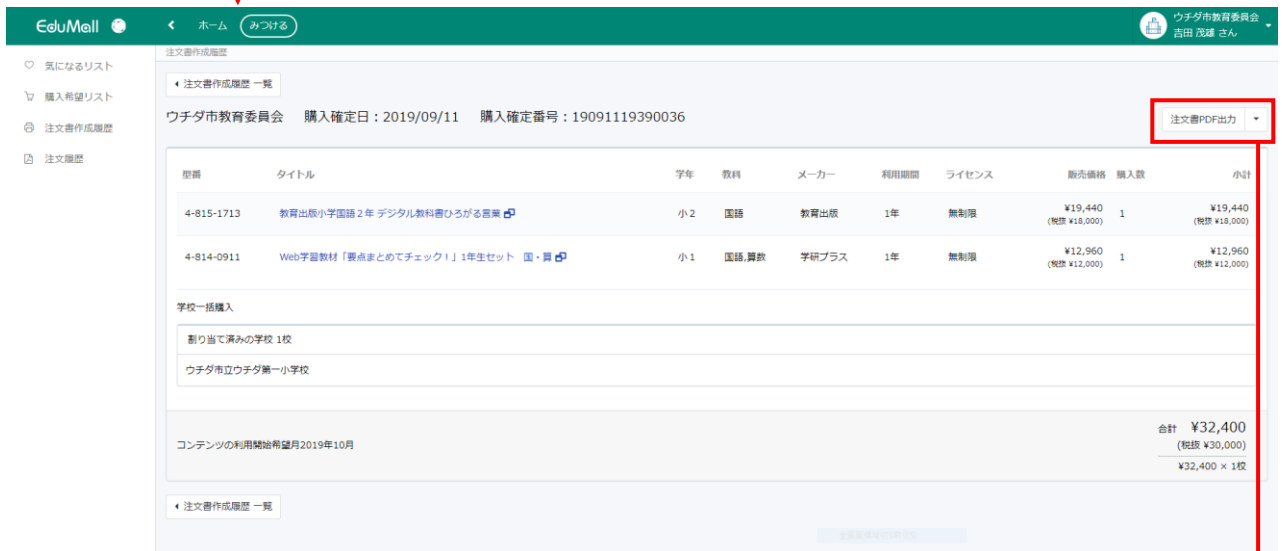 EduMall
ホーム
みつける
ウチダ市教育委員会
吉田 茂雄 さん
気になるリスト
購入希望リスト
注文書作成履歴
注文履歴
注文書作成履歴
注文書作成履歴 一覧
ウチダ市教育委員会 購入確定日：2019/09/11 購入確定番号：19091119390036
注文書PDF出力
型番 タイトル 学年 教科 メーカー 利用期間 ライセンス 販売価格 購入数 小計
4-815-1713 教育出版小学国語２年 デジタル教科書ひろがる言葉 小２ 国語 教育出版 1年 無制限 ¥19,440 1 ¥19,440
(税抜 ¥18,000) (税抜 ¥18,000)
4-814-0911 Web学習教材「要点まとめてチェック！」1年生セット 国・算 小１ 国語,算数 学研プラス 1年 無制限 ¥12,960 1 ¥12,960
(税抜 ¥12,000) (税抜 ¥12,000)
学校一括購入
割り当て済みの学校 1校
ウチダ市立ウチダ第一小学校
コンテンツの利用開始希望月2019年10月
合計 ¥32,400
(税抜 ¥30,000)
¥32,400 × 1校
注文書作成履歴 一覧